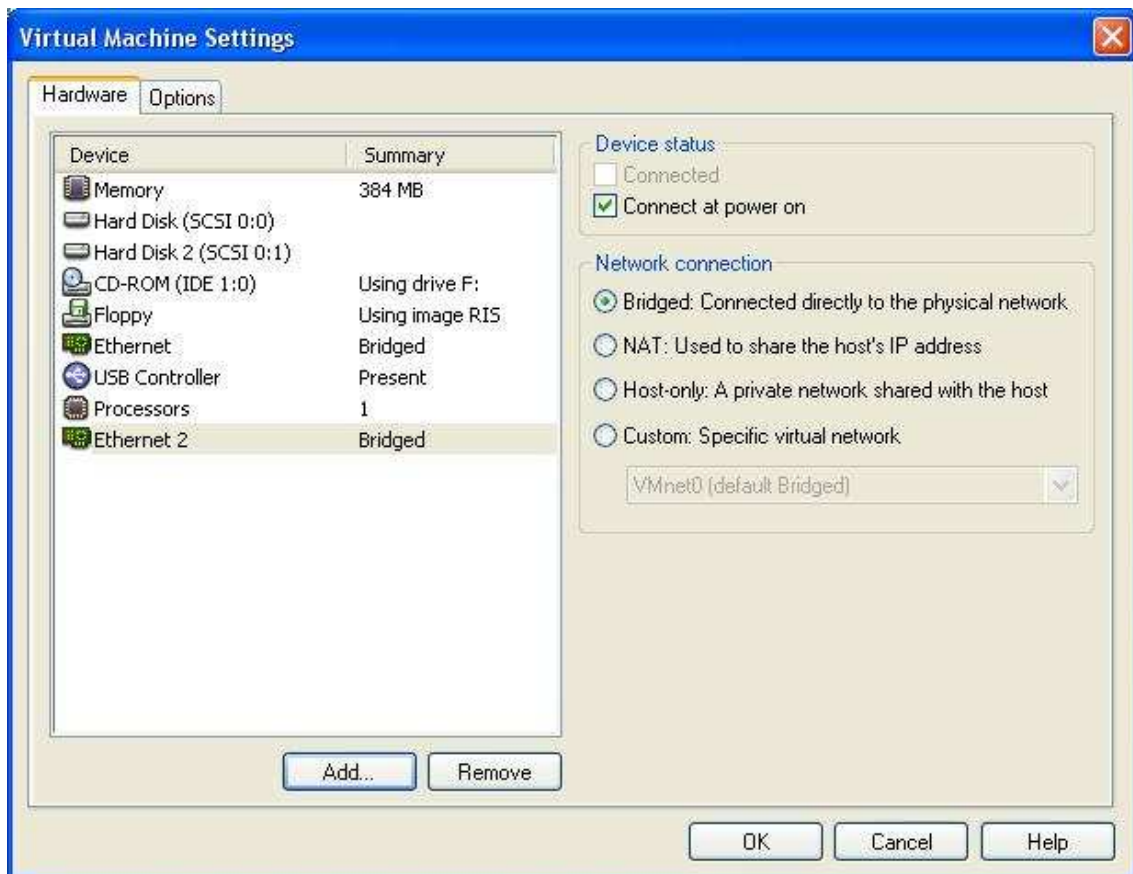 Virtual Machine Settings
Hardware Options
Device Summary
Memory 384 MB
Hard Disk (SCSI 0:0)
Hard Disk 2 (SCSI 0:1)
CD-ROM (IDE 1:0) Using drive F:
Floppy Using image RIS
Ethernet Bridged
USB Controller Present
Processors 1
Ethernet 2 Bridged
Add... Remove
Device status
Connected
Connect at power on
Network connection
Bridged: Connected directly to the physical network
NAT: Used to share the host's IP address
Host-only: A private network shared with the host
Custom: Specific virtual network
VMnet0 (default Bridged)
OK Cancel Help